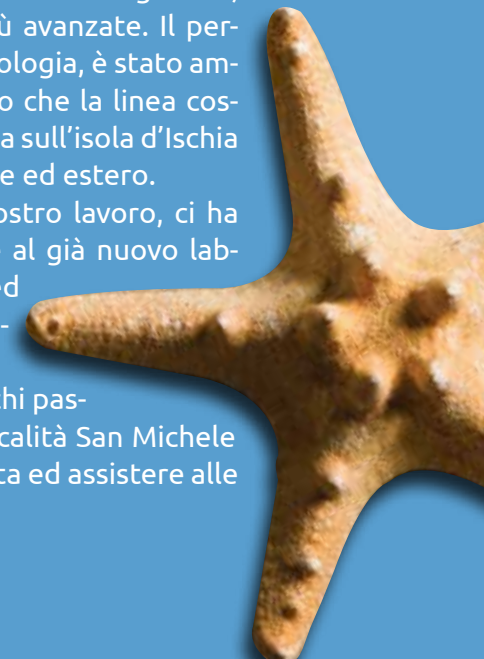 ù avanzate. Il per-
ologia, è stato am-
o che la linea cos-
a sull’isola d’Ischia
e ed estero.
ostro lavoro, ci ha
al già nuovo lab-
ed
-
hi pas-
calità San Michele
ta ed assistere alle